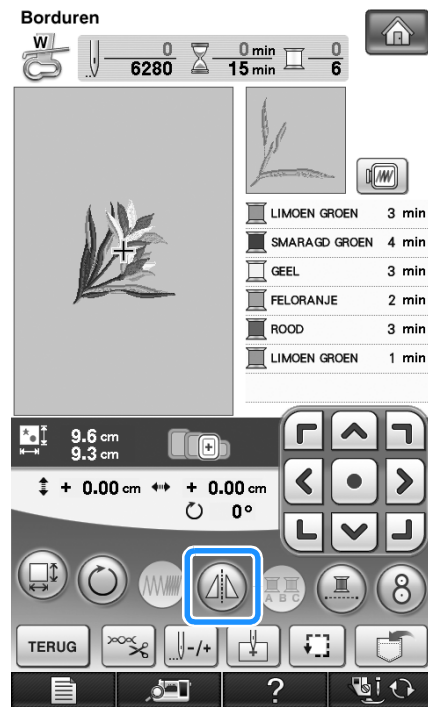 Borduren
W
0 0 min 0
6280 15 min 6
LIMOEN GROEN 3 min
SMARAGD GROEN 4 min
GEEL 3 min
FELORANJE 2 min
ROOD 3 min
LIMOEN GROEN 1 min
9.6 cm
9.3 cm
+ 0.00 cm + 0.00 cm
0°
A B C
8
TERUG -/+
?